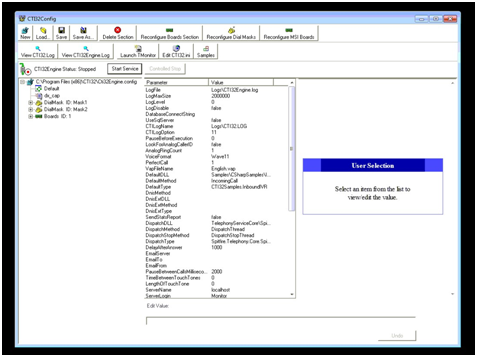 CTI32Config
New Load.. Save Save As.. Delete Section Reconfigure Boards Section Reconfigure Dial Masks Reconfigure MSI Boards
View CTI32.Log View CTI32Engine.Log Launch TMonitor Edit CTI32.ini Samples
CTI32Engine Status: Stopped Start Service Controlled Stop
C:\Program Files (x86)\CTI32\Cti32Engine.config
Default
dx_cap
DialMask ID: Mask1
DialMask ID: Mask2
Boards ID: 1
Parameter Value
LogFile Logs\CTI32Engine.log
LogMaxSize 2000000
LogLevel 0
LogDisable false
DatabaseConnectString
UseSqlServer false
CTILogName Logs\CTI32.LOG
CTILogOption 11
PauseBeforeExecution 0
LookForAnalogCallerID false
AnalogRingCount 1
VoiceFormat Wave11
PerfectCall 1
VapFileName English.vap
DefaultDLL Samples\CSharpSamples\I...
DefaultMethod IncomingCall
DefaultType CTI32Samples.InboundIVR
DnisMethod
DnisExtDLL
DnisExtMethod
DnisExtType
SendStatsReport false
DispatchDLL TelephonyServiceCore\Spi...
DispatchMethod DispatchThread
DispatchStopMethod DispatchStopThread
DispatchType Spitfire.Telephony.Core.Spi...
DelayAfterAnswer 1000
EmailServer
EmailTo
EmailFrom
PauseBetweenCallsMilliseco... 2000
TimeBetweenTouchTones 0
LengthOfTouchTone 0
ServerName localhost
ServerLogin Monitor
User Selection
Select an item from the list to
view/edit the value.
Edit Value:
Undo